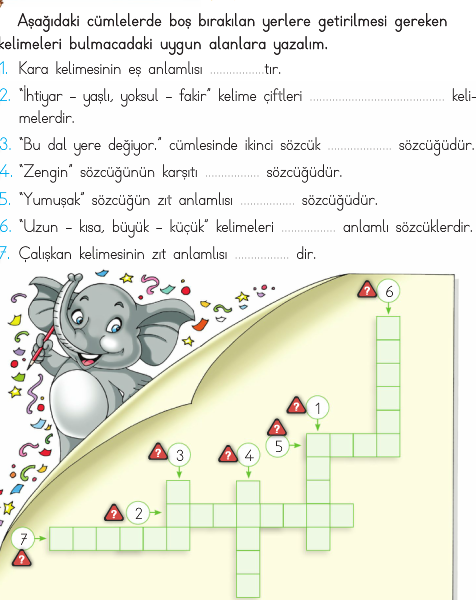 Aşağıdaki cümlelerde boş bırakılan yerlere getirilmesi gereken
kelimeleri bulmacadaki uygun alanlara yazalım.
1. Kara kelimesinin eş anlamlısı ................tır.
2. "İhtiyar – yaşlı, yoksul – fakir" kelime çiftleri ........................................ keli-
melerdir.
3. "Bu dal yere değiyor." cümlesinde ikinci sözcük ................... sözcüğüdür.
4. "Zengin" sözcüğünün karşıtı ................ sözcüğüdür.
5. "Yumuşak" sözcüğün zıt anlamlısı ................ sözcüğüdür.
6. "Uzun – kısa, büyük – küçük" kelimeleri ................ anlamlı sözcüklerdir.
7. Çalışkan kelimesinin zıt anlamlısı ................ dir.
? 6
? 1
? 5
? 3
? 4
? 2
7
?